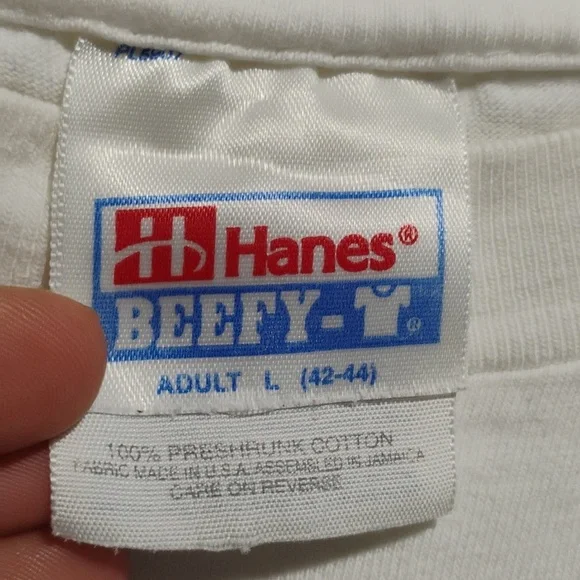 H Hanes®
BEEFY-®
ADULT L (42-44)
100% PRESHRUNK COTTON
FABRIC MADE IN U.S.A. ASSEMBLED IN JAMAICA
CARE ON REVERSE